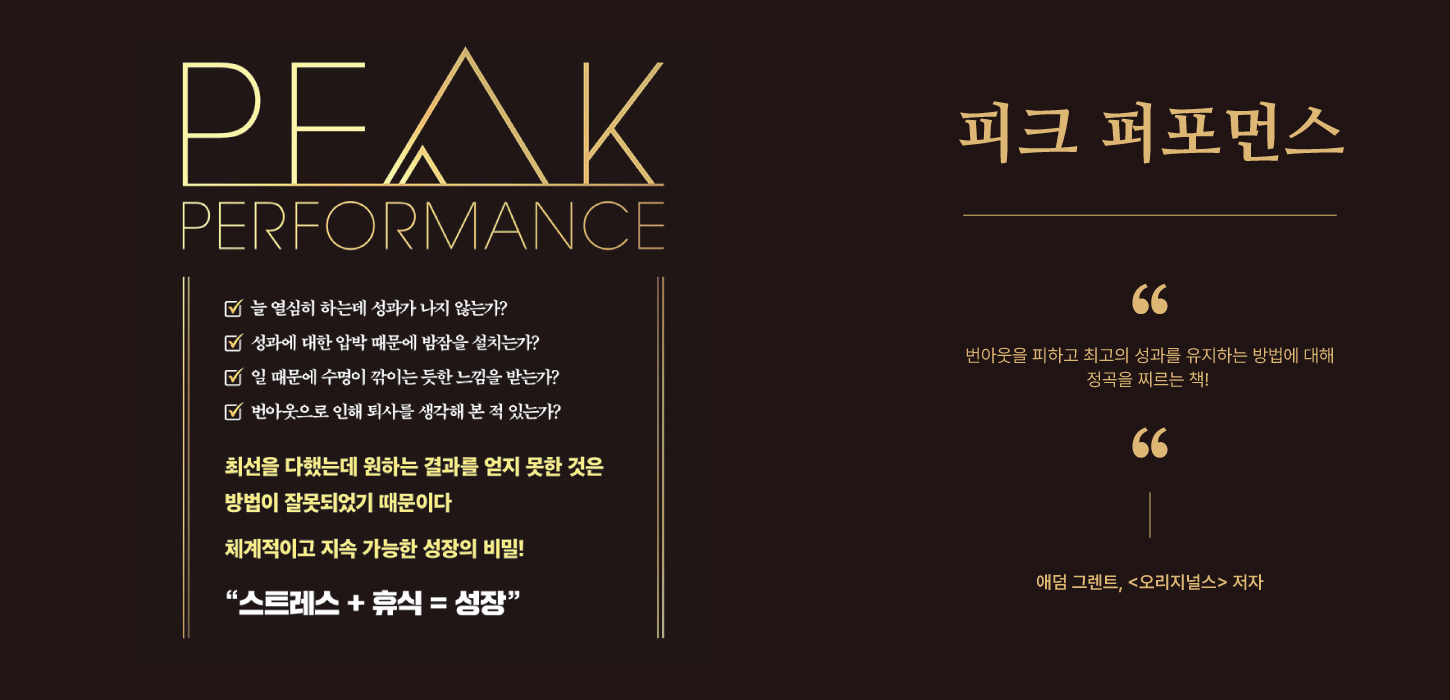 PEAK
PERFORMANCE
늘 열심히 하는데 성과가 나지 않는가?
성과에 대한 압박 때문에 밤잠을 설치는가?
일 때문에 수명이 깎이는 듯한 느낌을 받는가?
번아웃으로 인해 퇴사를 생각해 본 적 있는가?
최선을 다했는데 원하는 결과를 얻지 못한 것은
방법이 잘못되었기 때문이다
체계적이고 지속 가능한 성장의 비밀!
“스트레스 + 휴식 = 성장”
피크 퍼포먼스
“
번아웃을 피하고 최고의 성과를 유지하는 방법에 대해
정곡을 찌르는 책!
“
애덤 그렌트, <오리지널스> 저자